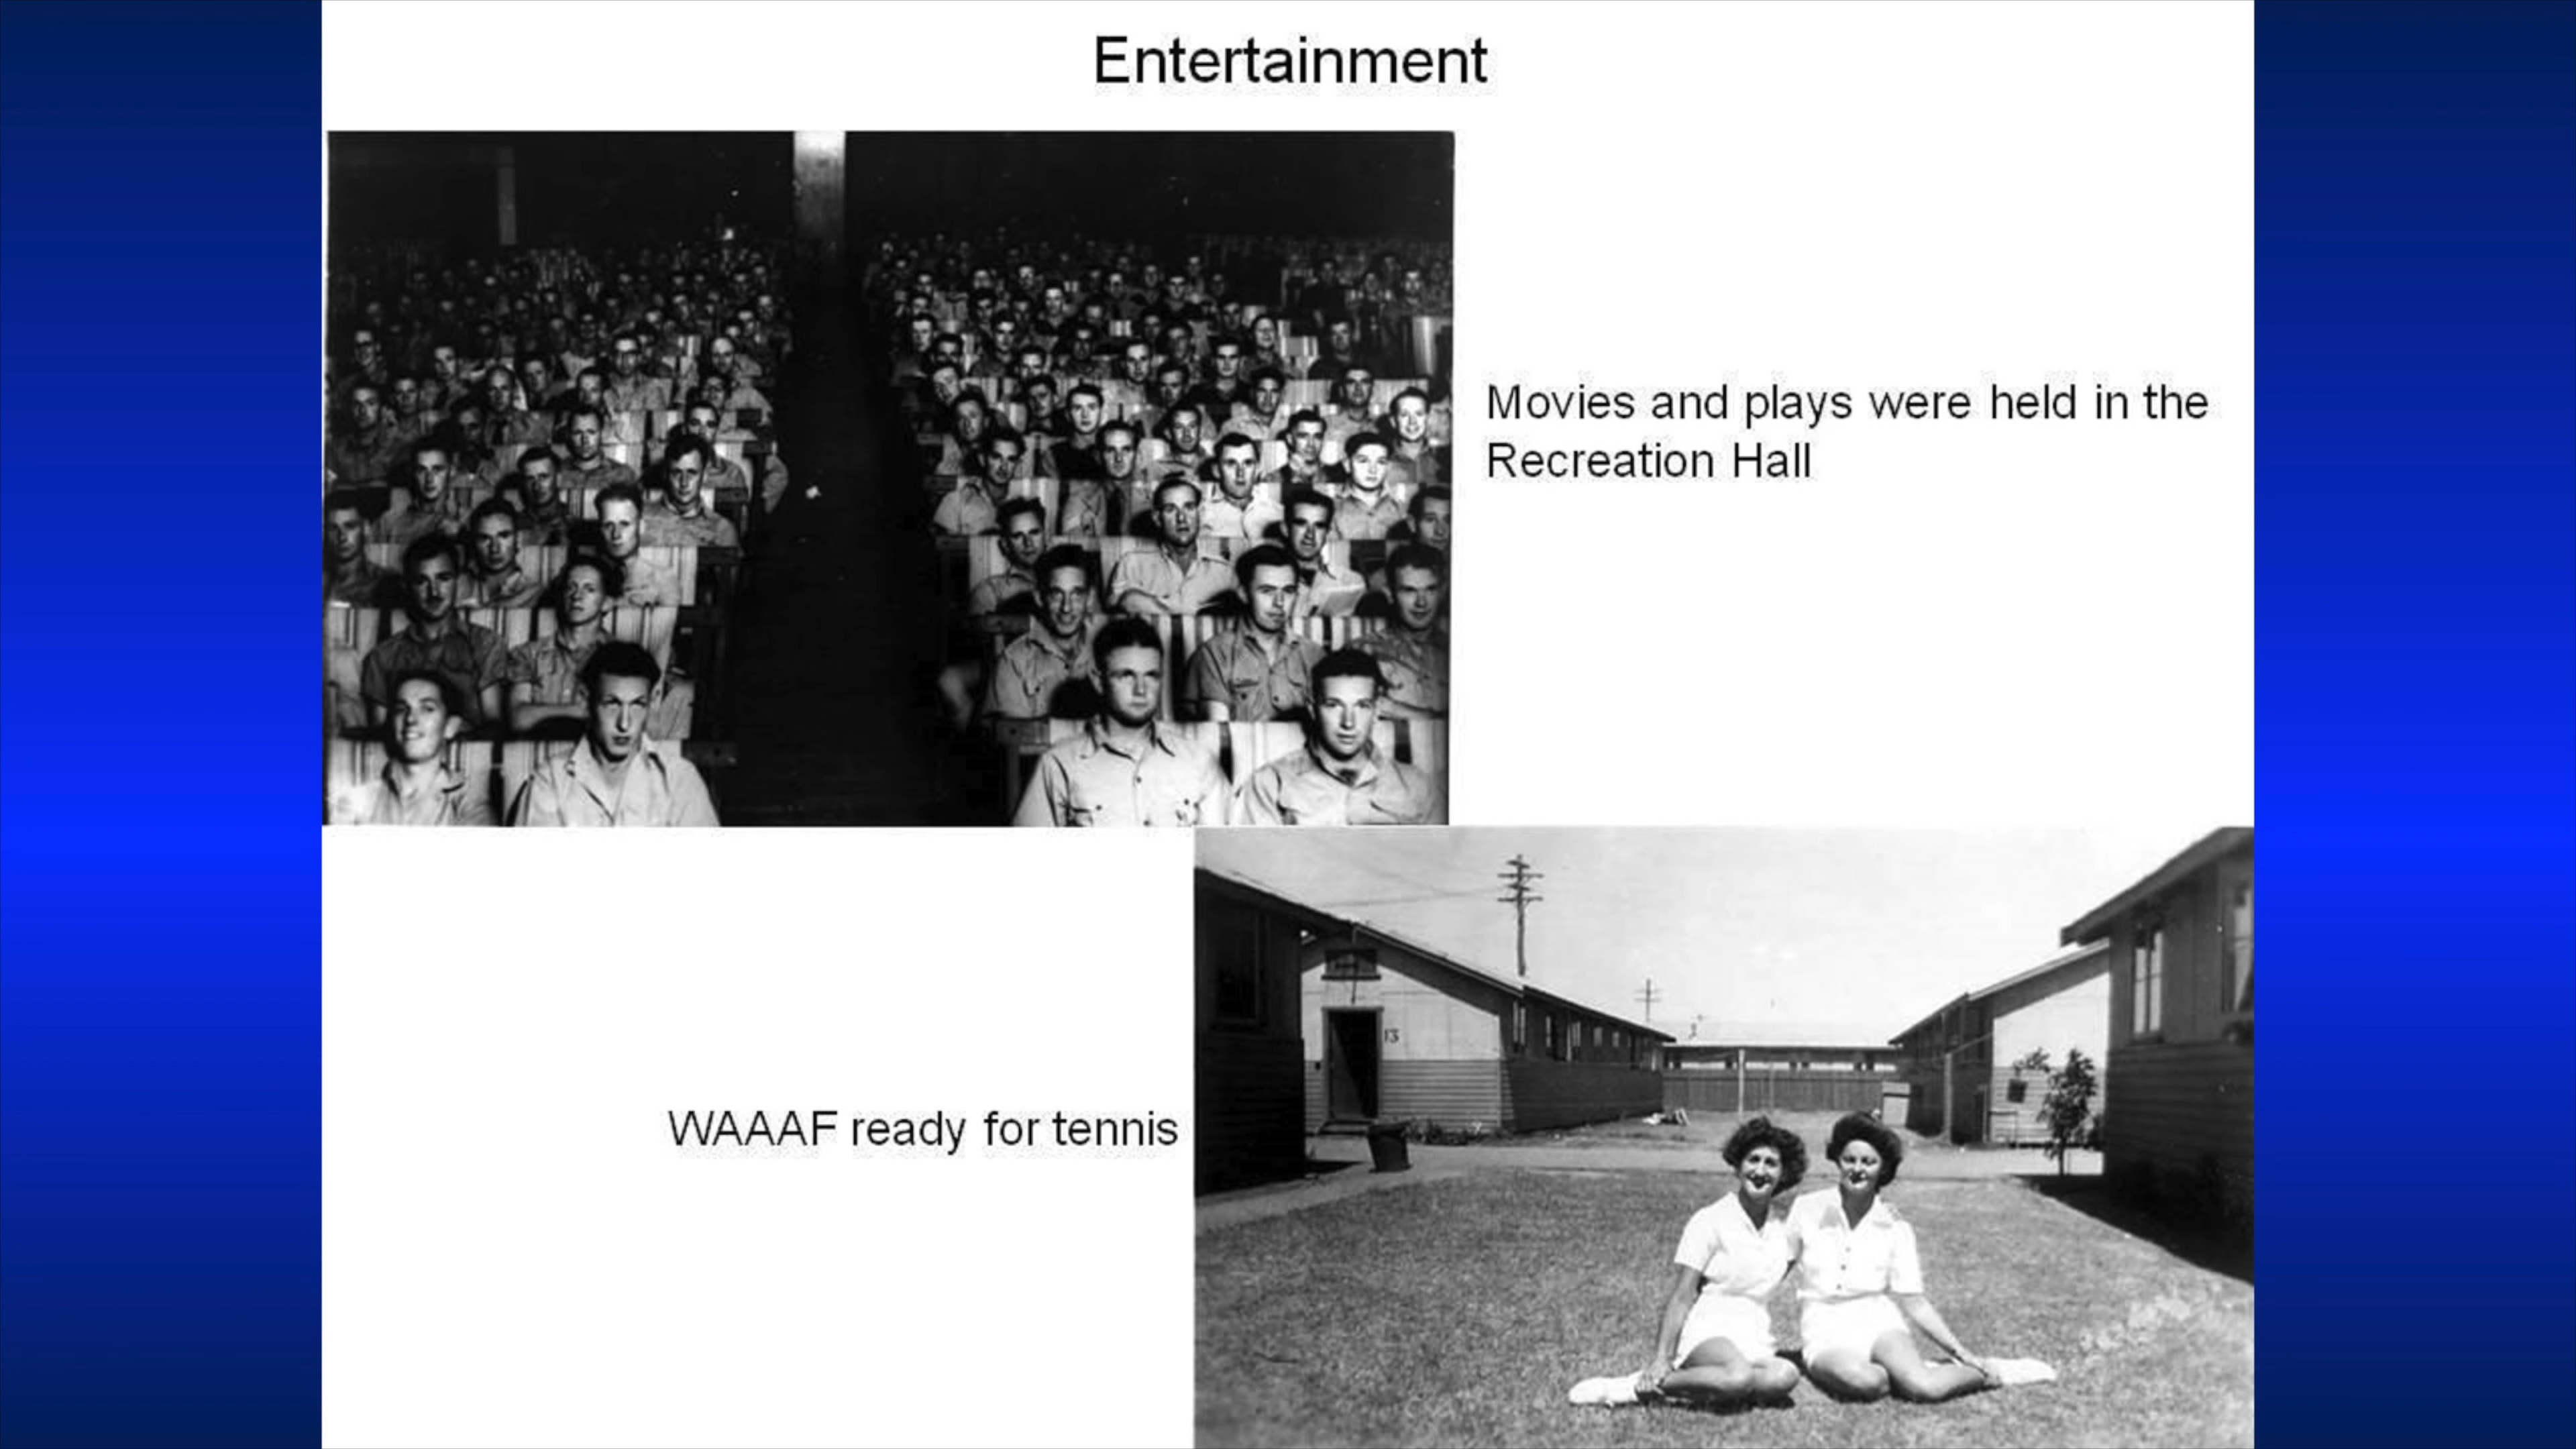 Entertainment
Movies and plays were held in the
Recreation Hall
WAAAF ready for tennis
13